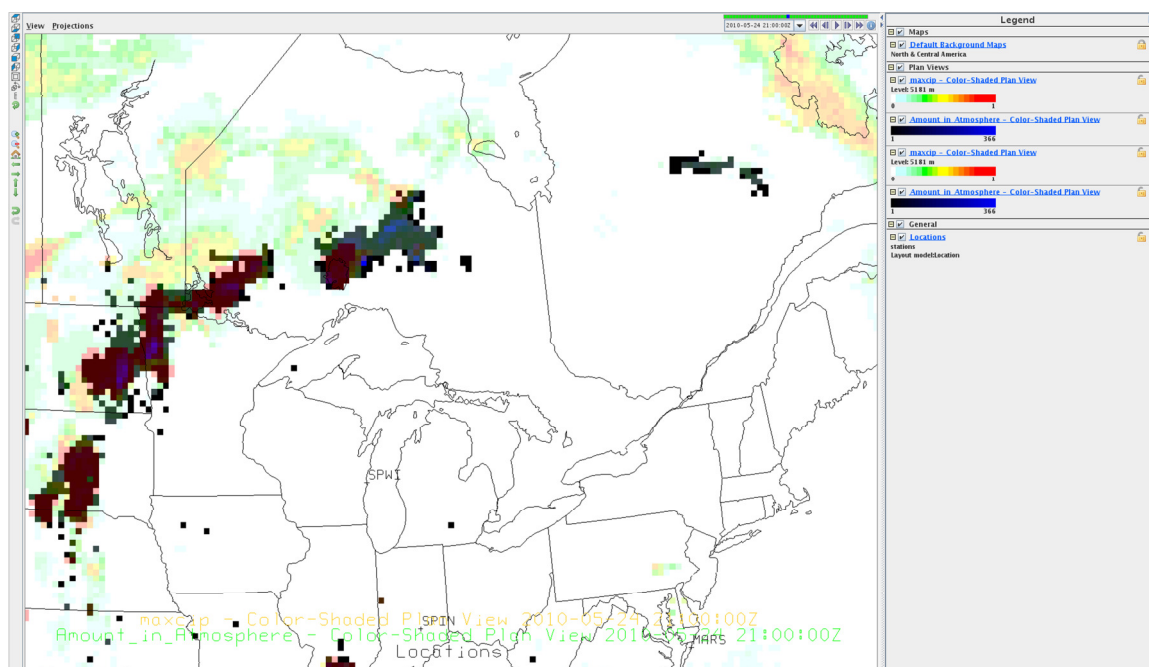 View Projections
2010-05-24 21:00:00Z
Legend
Maps
Default Background Maps
North & Central America
Plan Views
maxcip - Color-Shaded Plan View
Level: 5181 m
0 1
Amount_in_Atmosphere - Color-Shaded Plan View
1 366
maxcip - Color-Shaded Plan View
Level: 5181 m
0 1
Amount_in_Atmosphere - Color-Shaded Plan View
1 366
General
Locations
stations
Layout model:Location
SPWI
SPIN
maxcip - Color-Shaded Plan View 2010-05-24 21:00:00Z
Amount_in_Atmosphere - Color-Shaded Plan View 2010-05-24 21:00:00Z
MARS
Locations